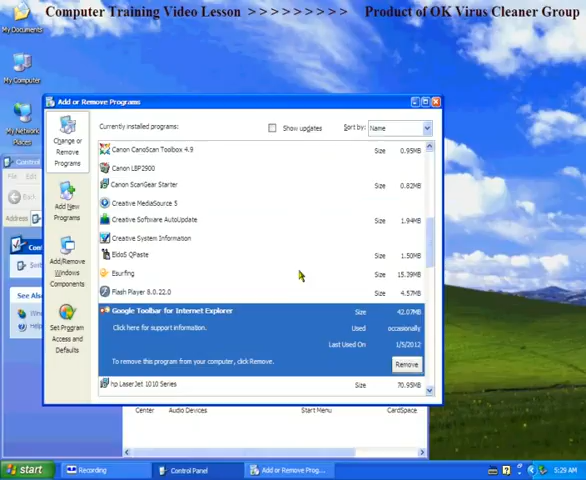 Computer Training Video Lesson > > > > > > > > > Product of OK Virus Cleaner Group
My Documents
My Computer
My Network Places
Add or Remove Programs
Change or Remove Programs
Currently installed programs:
Show updates
Sort by: Name
Canon CanoScan Toolbox 4.9 Size 0.95MB
Canon LBP2900
Canon ScanGear Starter Size 0.82MB
Creative MediaSource 5
Creative Software AutoUpdate Size 1.94MB
Creative System Information
EldoS QPaste Size 1.50MB
Esurfing Size 15.39MB
Flash Player 8.0.22.0 Size 4.57MB
Google Toolbar for Internet Explorer Size 42.07MB
Click here for support information. Used occasionally
Last Used On 1/5/2012
To remove this program from your computer, click Remove.
Remove
hp LaserJet 1010 Series Size 70.95MB
Add New Programs
Add/Remove Windows Components
Set Program Access and Defaults
Control
File
Back
Address
See Als
Center Audio Devices Start Menu CardSpace
start
Recording
Control Panel
Add or Remove Prog...
5:29 AM